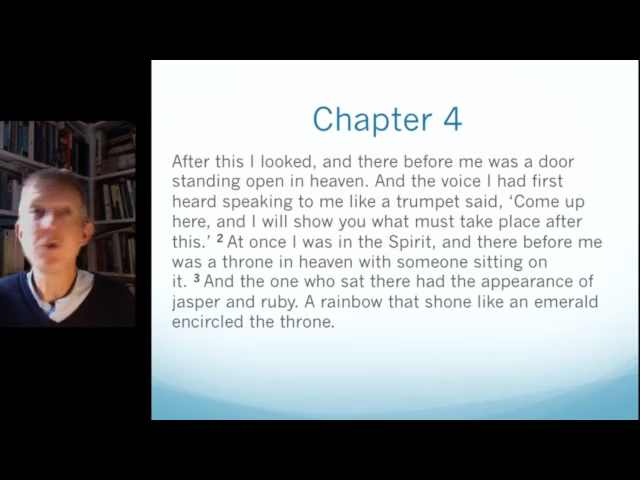 Chapter 4
After this I looked, and there before me was a door
standing open in heaven. And the voice I had first
heard speaking to me like a trumpet said, ‘Come up
here, and I will show you what must take place after
this.’ ² At once I was in the Spirit, and there before me
was a throne in heaven with someone sitting on
it. ³ And the one who sat there had the appearance of
jasper and ruby. A rainbow that shone like an emerald
encircled the throne.